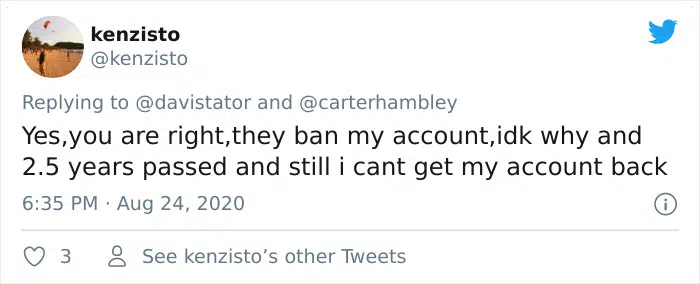 kenzisto
@kenzisto
Replying to @davistator and @carterhambley
Yes,you are right,they ban my account,idk why and
2.5 years passed and still i cant get my account back
6:35 PM · Aug 24, 2020
3 See kenzisto’s other Tweets